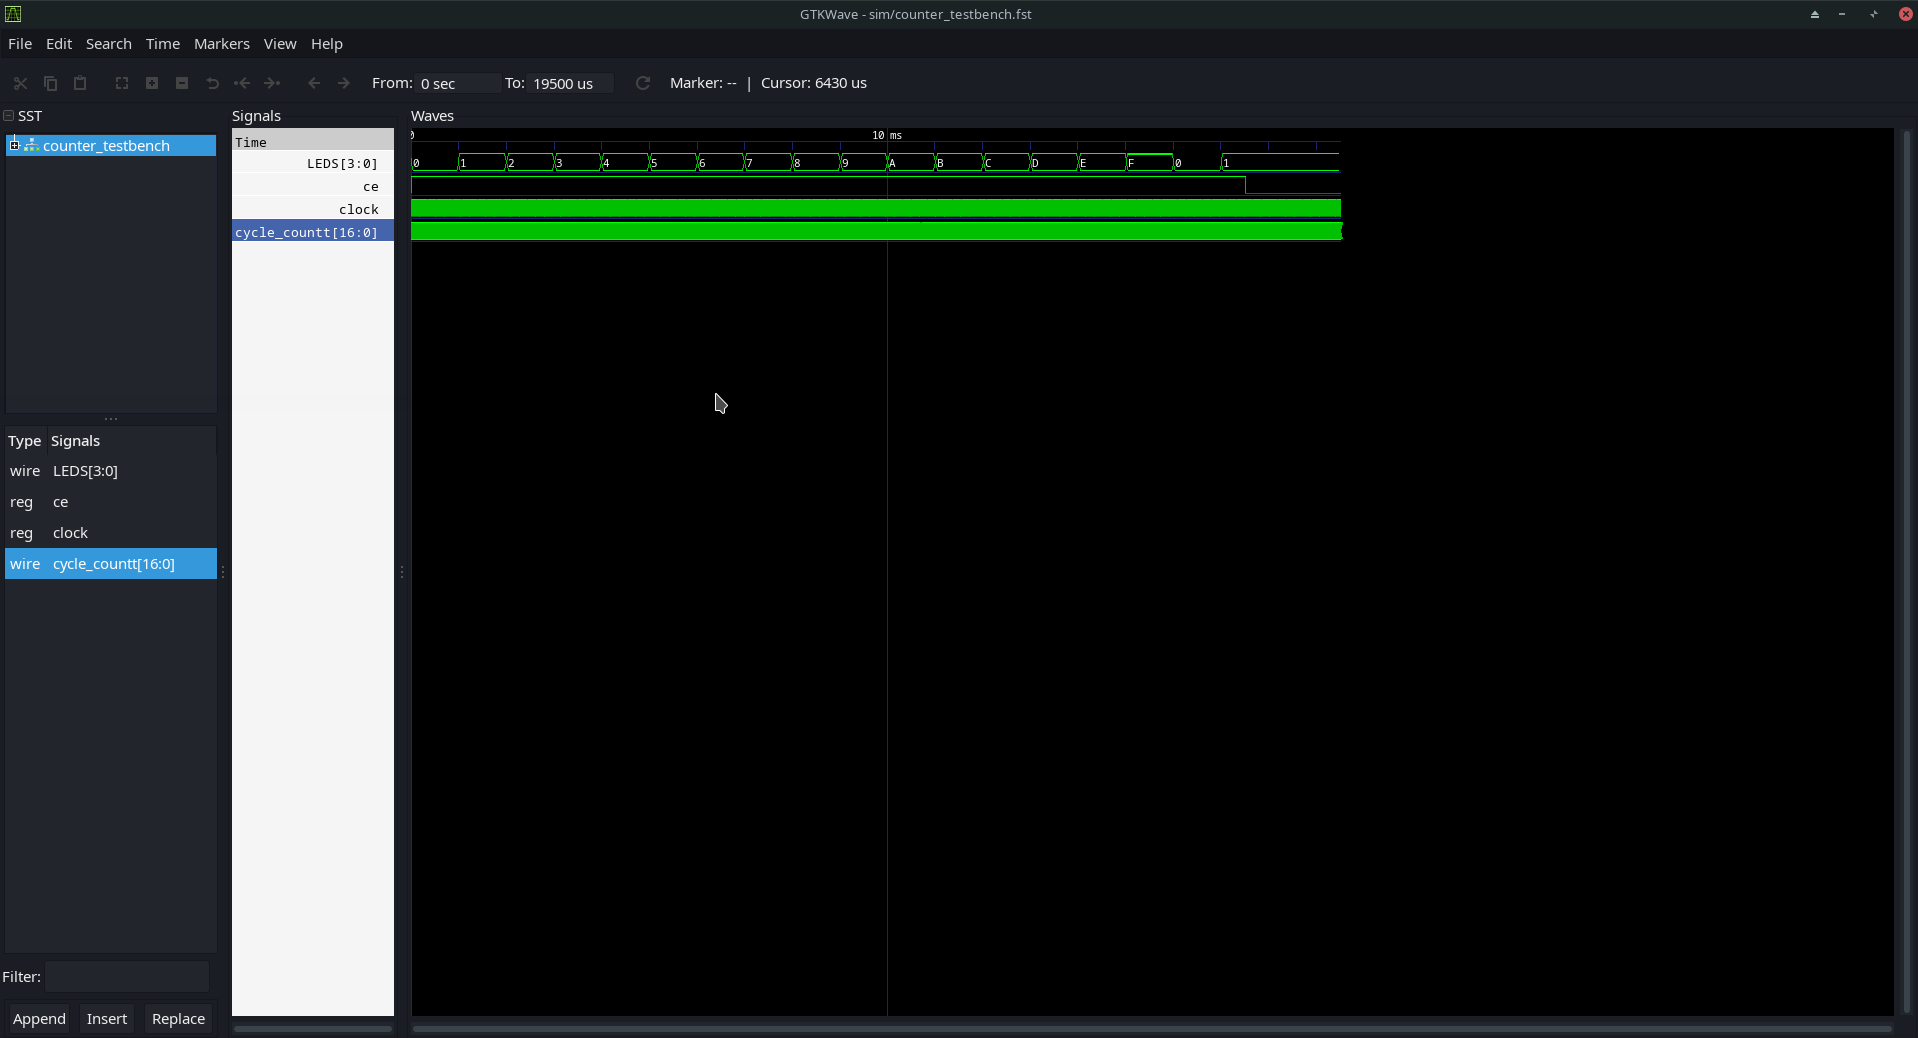 GTKWave - sim/counter_testbench.fst
File Edit Search Time Markers View Help
From: 0 sec To: 19500 us Marker: -- | Cursor: 6430 us
SST
counter_testbench
Type Signals
wire LEDS[3:0]
reg ce
reg clock
wire cycle_countt[16:0]
Filter:
Append Insert Replace
Signals
Time
LEDS[3:0]
ce
clock
cycle_countt[16:0]
Waves
0 10 ms
0 1 2 3 4 5 6 7 8 9 A B C D E F 0 1